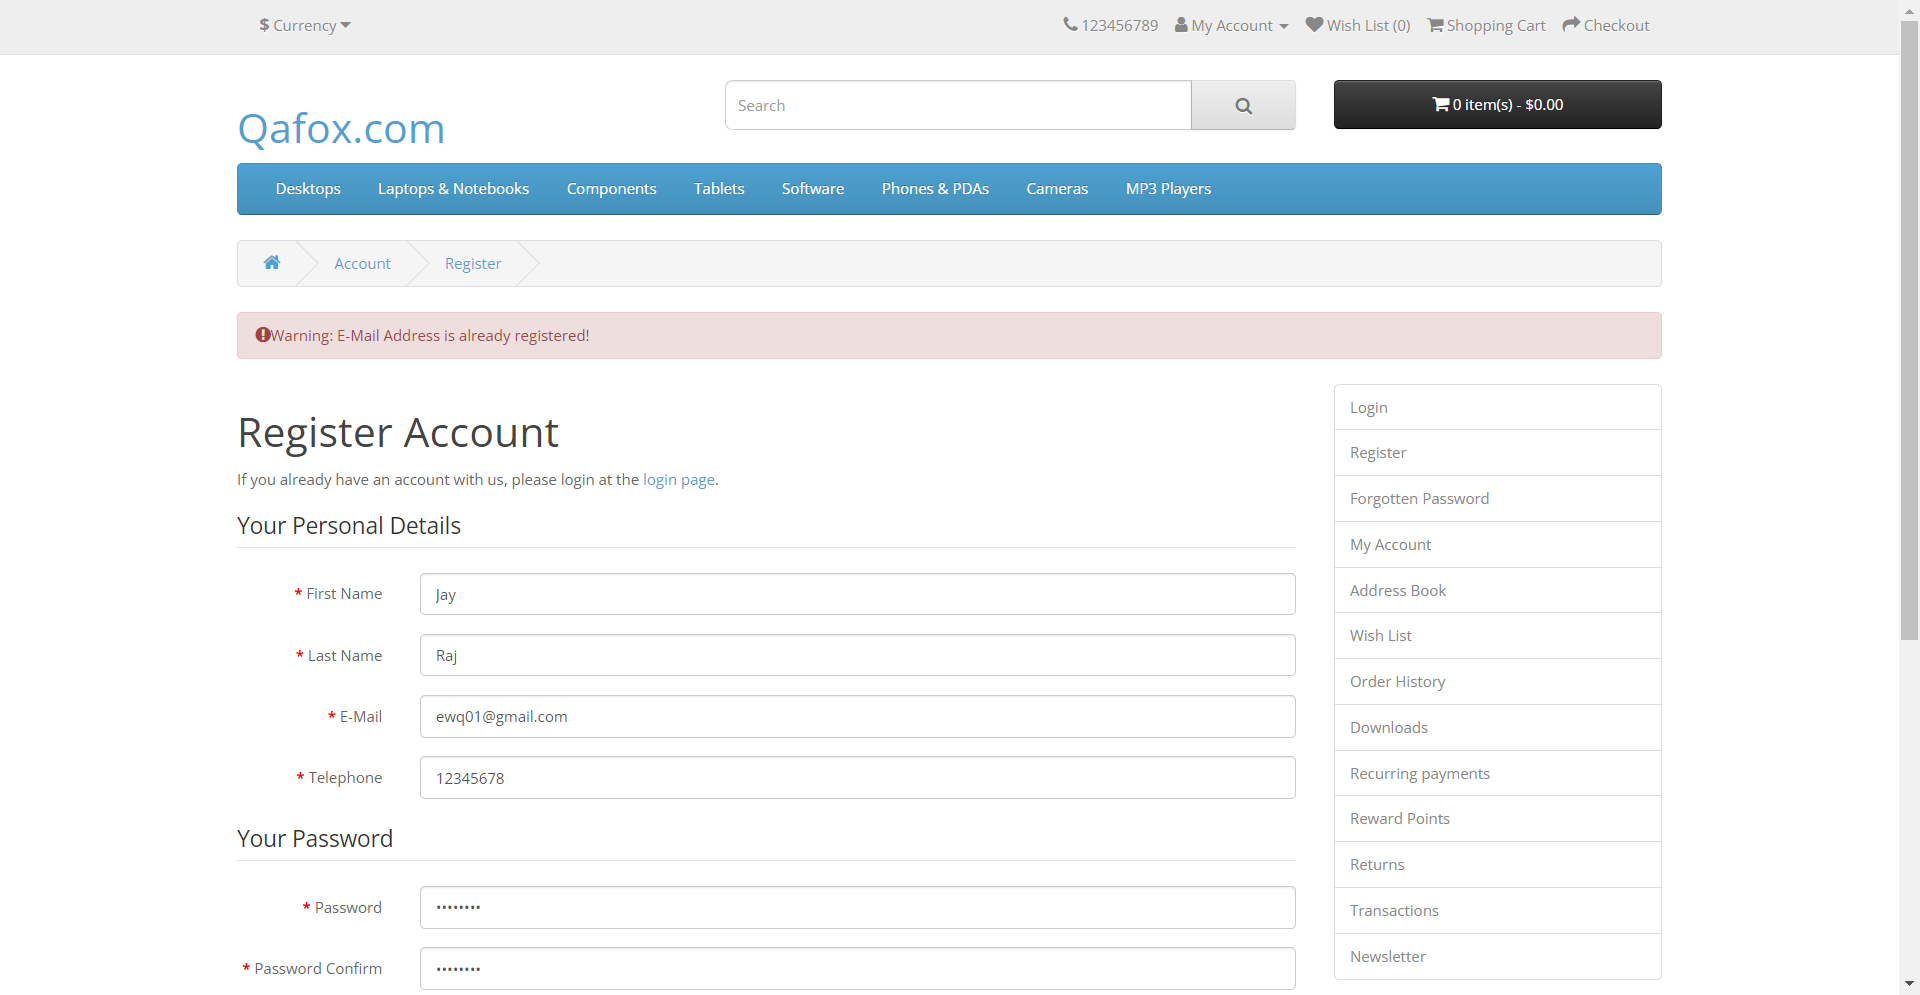 $ Currency
123456789 My Account Wish List (0) Shopping Cart Checkout
Qafox.com
Search
0 item(s) - $0.00
Desktops Laptops & Notebooks Components Tablets Software Phones & PDAs Cameras MP3 Players
Account Register
Warning: E-Mail Address is already registered!
Register Account
If you already have an account with us, please login at the login page.
Your Personal Details
* First Name Jay
* Last Name Raj
* E-Mail ewq01@gmail.com
* Telephone 12345678
Your Password
* Password ••••••••
* Password Confirm ••••••••
Login
Register
Forgotten Password
My Account
Address Book
Wish List
Order History
Downloads
Recurring payments
Reward Points
Returns
Transactions
Newsletter